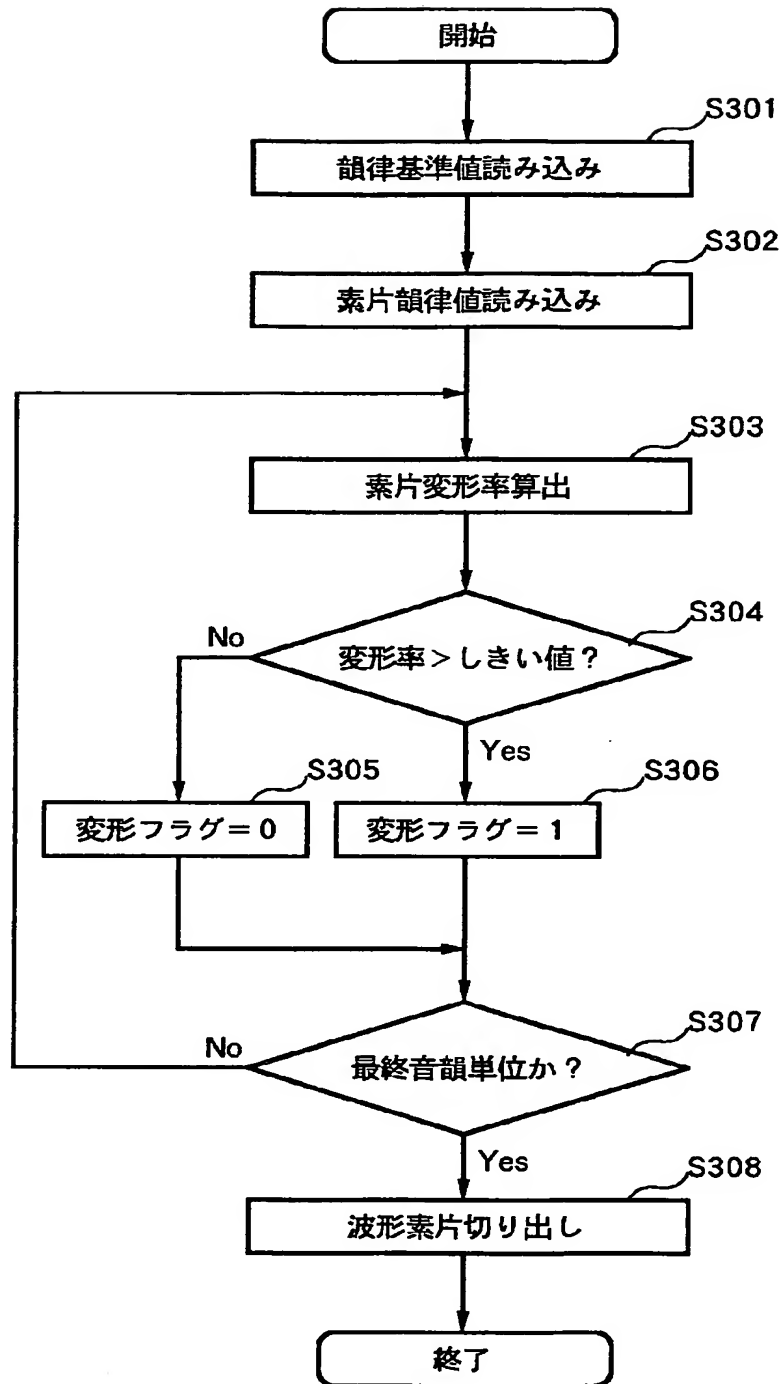 開始
S301
韻律基準値読み込み
S302
素片韻律値読み込み
S303
素片変形率算出
S304
変形率＞しきい値？
No
Yes
S305
変形フラグ＝0
S306
変形フラグ＝1
S307
最終音韻単位か？
No
Yes
S308
波形素片切り出し
終了